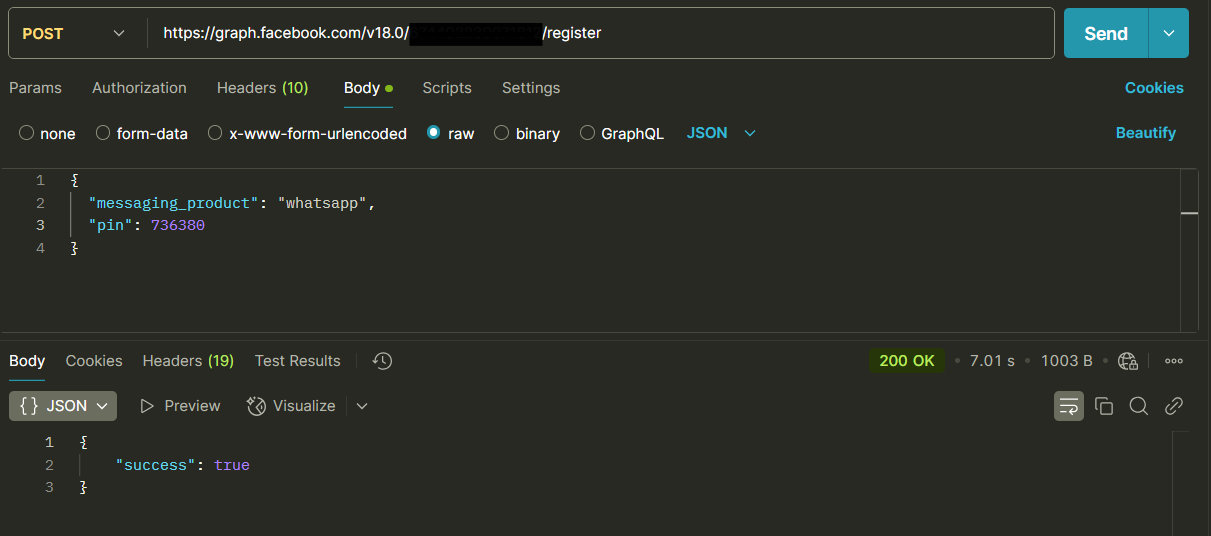 POST https://graph.facebook.com/v18.0/ /register Send
Params Authorization Headers (10) Body Scripts Settings Cookies
none form-data x-www-form-urlencoded raw binary GraphQL JSON Beautify
1 {
2 "messaging_product": "whatsapp",
3 "pin": 736380
4 }
Body Cookies Headers (19) Test Results 200 OK • 7.01 s • 1003 B •
{} JSON Preview Visualize
1 {
2 "success": true
3 }